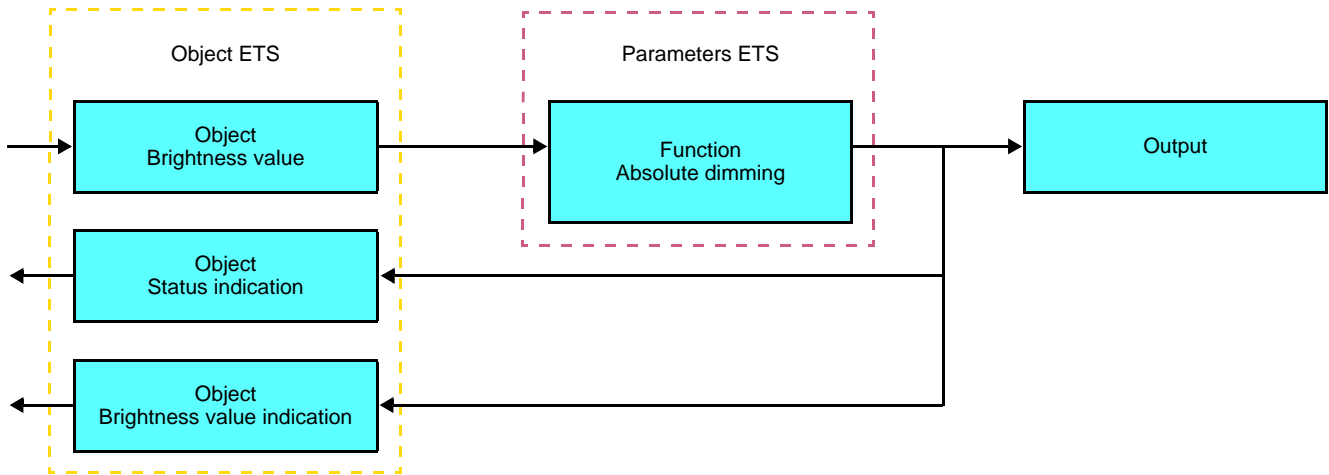 Object ETS
Parameters ETS
Object
Brightness value
Function
Absolute dimming
Output
Object
Status indication
Object
Brightness value indication